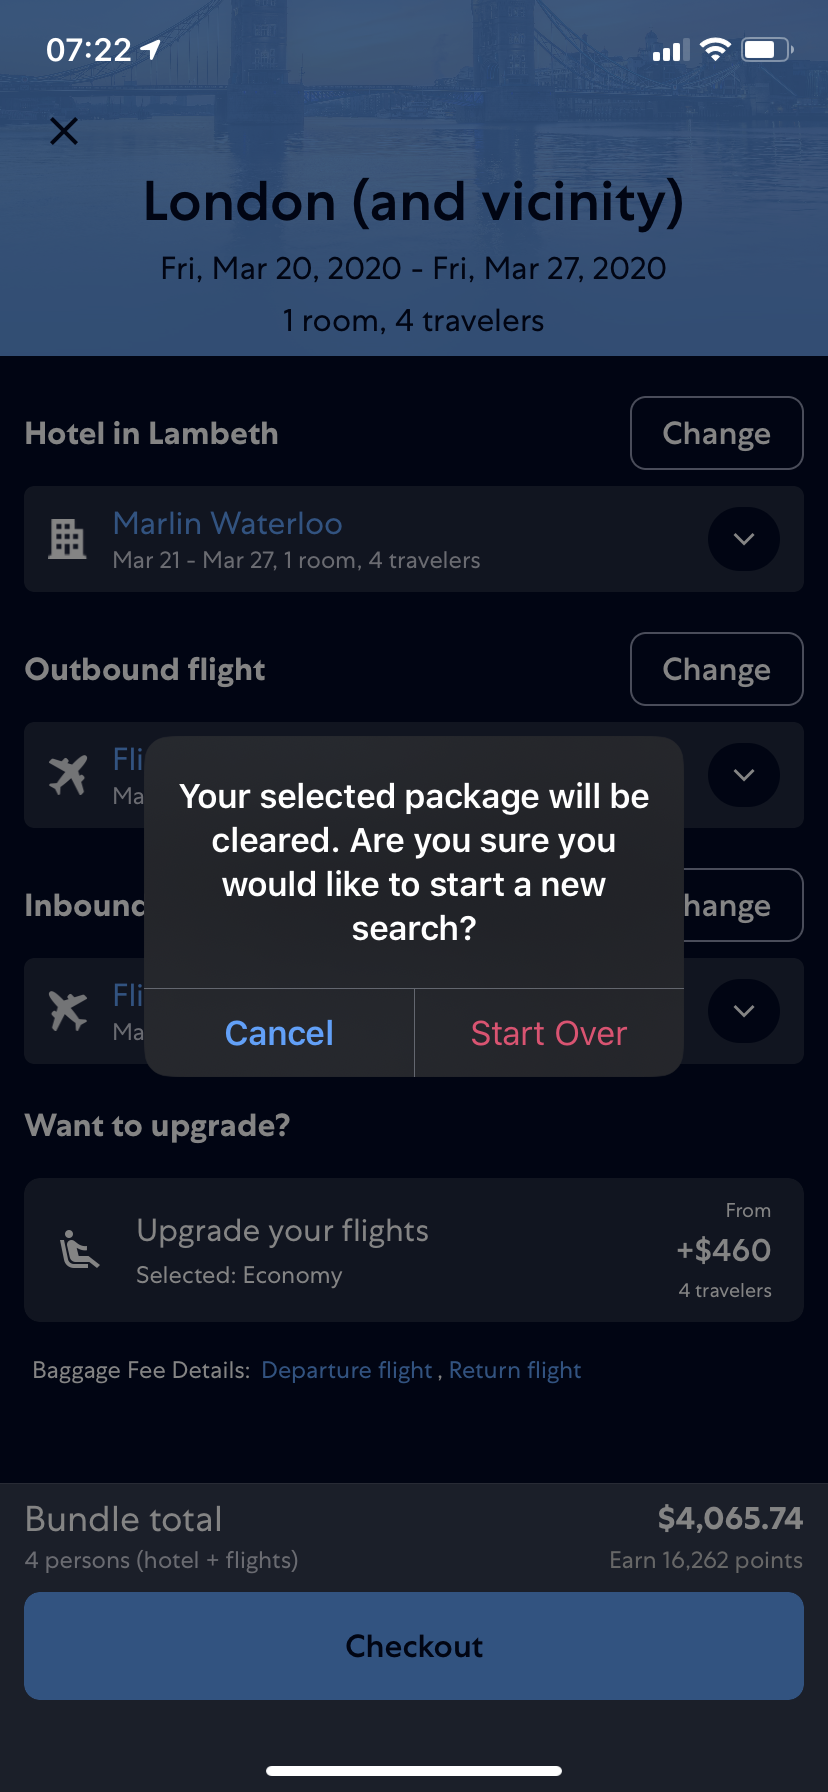 07:22
London (and vicinity)
Fri, Mar 20, 2020 - Fri, Mar 27, 2020
1 room, 4 travelers
Hotel in Lambeth
Change
Marlin Waterloo
Mar 21 - Mar 27, 1 room, 4 travelers
Outbound flight
Change
Fli
Ma
Your selected package will be
cleared. Are you sure you
would like to start a new
search?
Cancel
Start Over
Inbound
hange
Fli
Ma
Want to upgrade?
Upgrade your flights
Selected: Economy
From
+$460
4 travelers
Baggage Fee Details: Departure flight , Return flight
Bundle total
$4,065.74
4 persons (hotel + flights)
Earn 16,262 points
Checkout